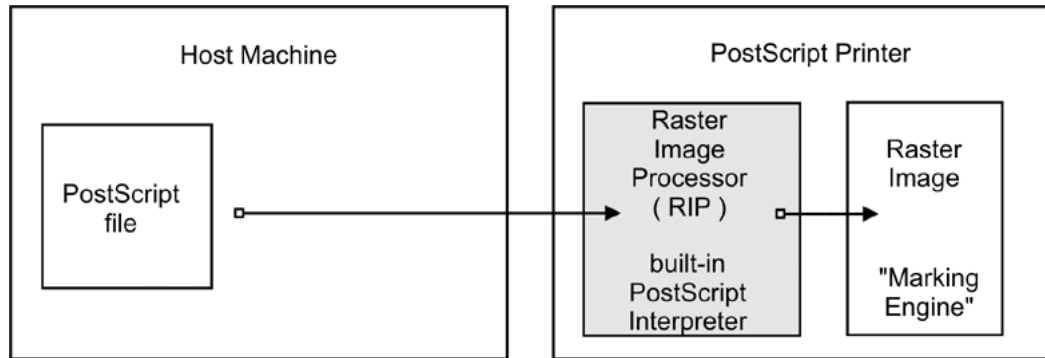 Host Machine
PostScript
file
PostScript Printer
Raster
Image
Processor
( RIP )
built-in
PostScript
Interpreter
Raster
Image
"Marking
Engine"